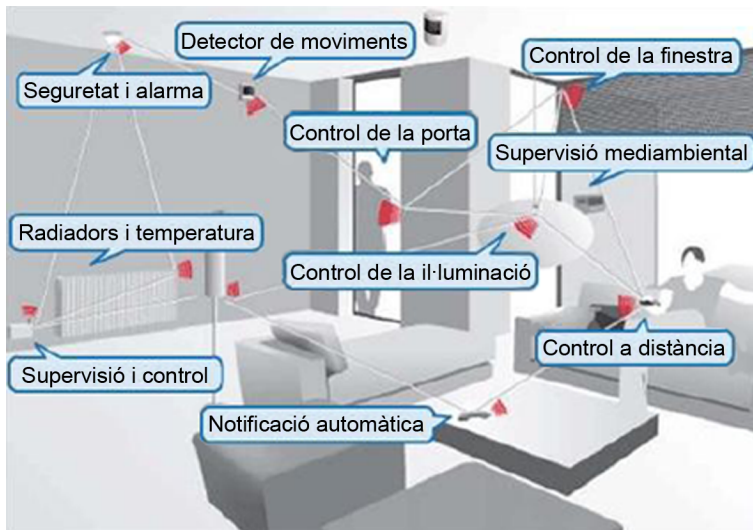 Detector de moviments
Control de la finestra
Seguretat i alarma
Control de la porta
Supervisió mediambiental
Radiadors i temperatura
Control de la il·luminació
Control a distància
Supervisió i control
Notificació automàtica